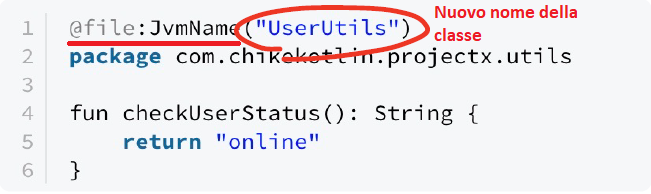 1 @file:JvmName("UserUtils")
Nuovo nome della
classe
2 package com.chikekotlin.projectx.utils
3
4 fun checkUserStatus(): String {
5 return "online"
6 }